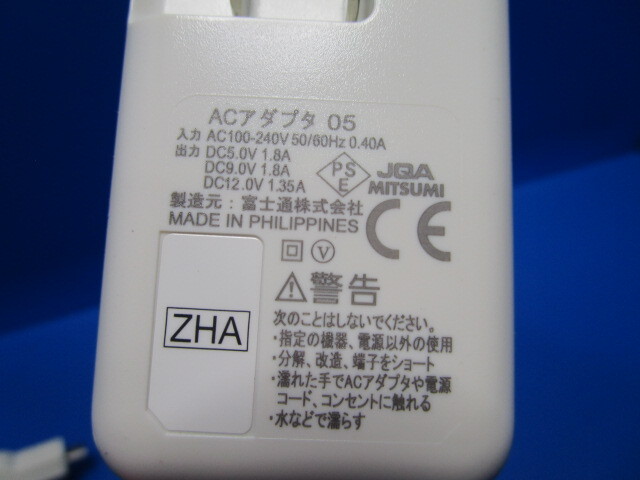 ACアダプタ 05
入力 AC100-240V 50/60Hz 0.40A
出力 DC5.0V 1.8A
DC9.0V 1.8A
DC12.0V 1.35A
PS
E
JQA
MITSUMI
製造元：富士通株式会社
MADE IN PHILIPPINES
CE
V
⚠警告
ZHA
次のことはしないでください。
・指定の機器、電源以外の使用
・分解、改造、端子をショート
・濡れた手でACアダプタや電源
コード、コンセントに触れる
・水などで濡らす